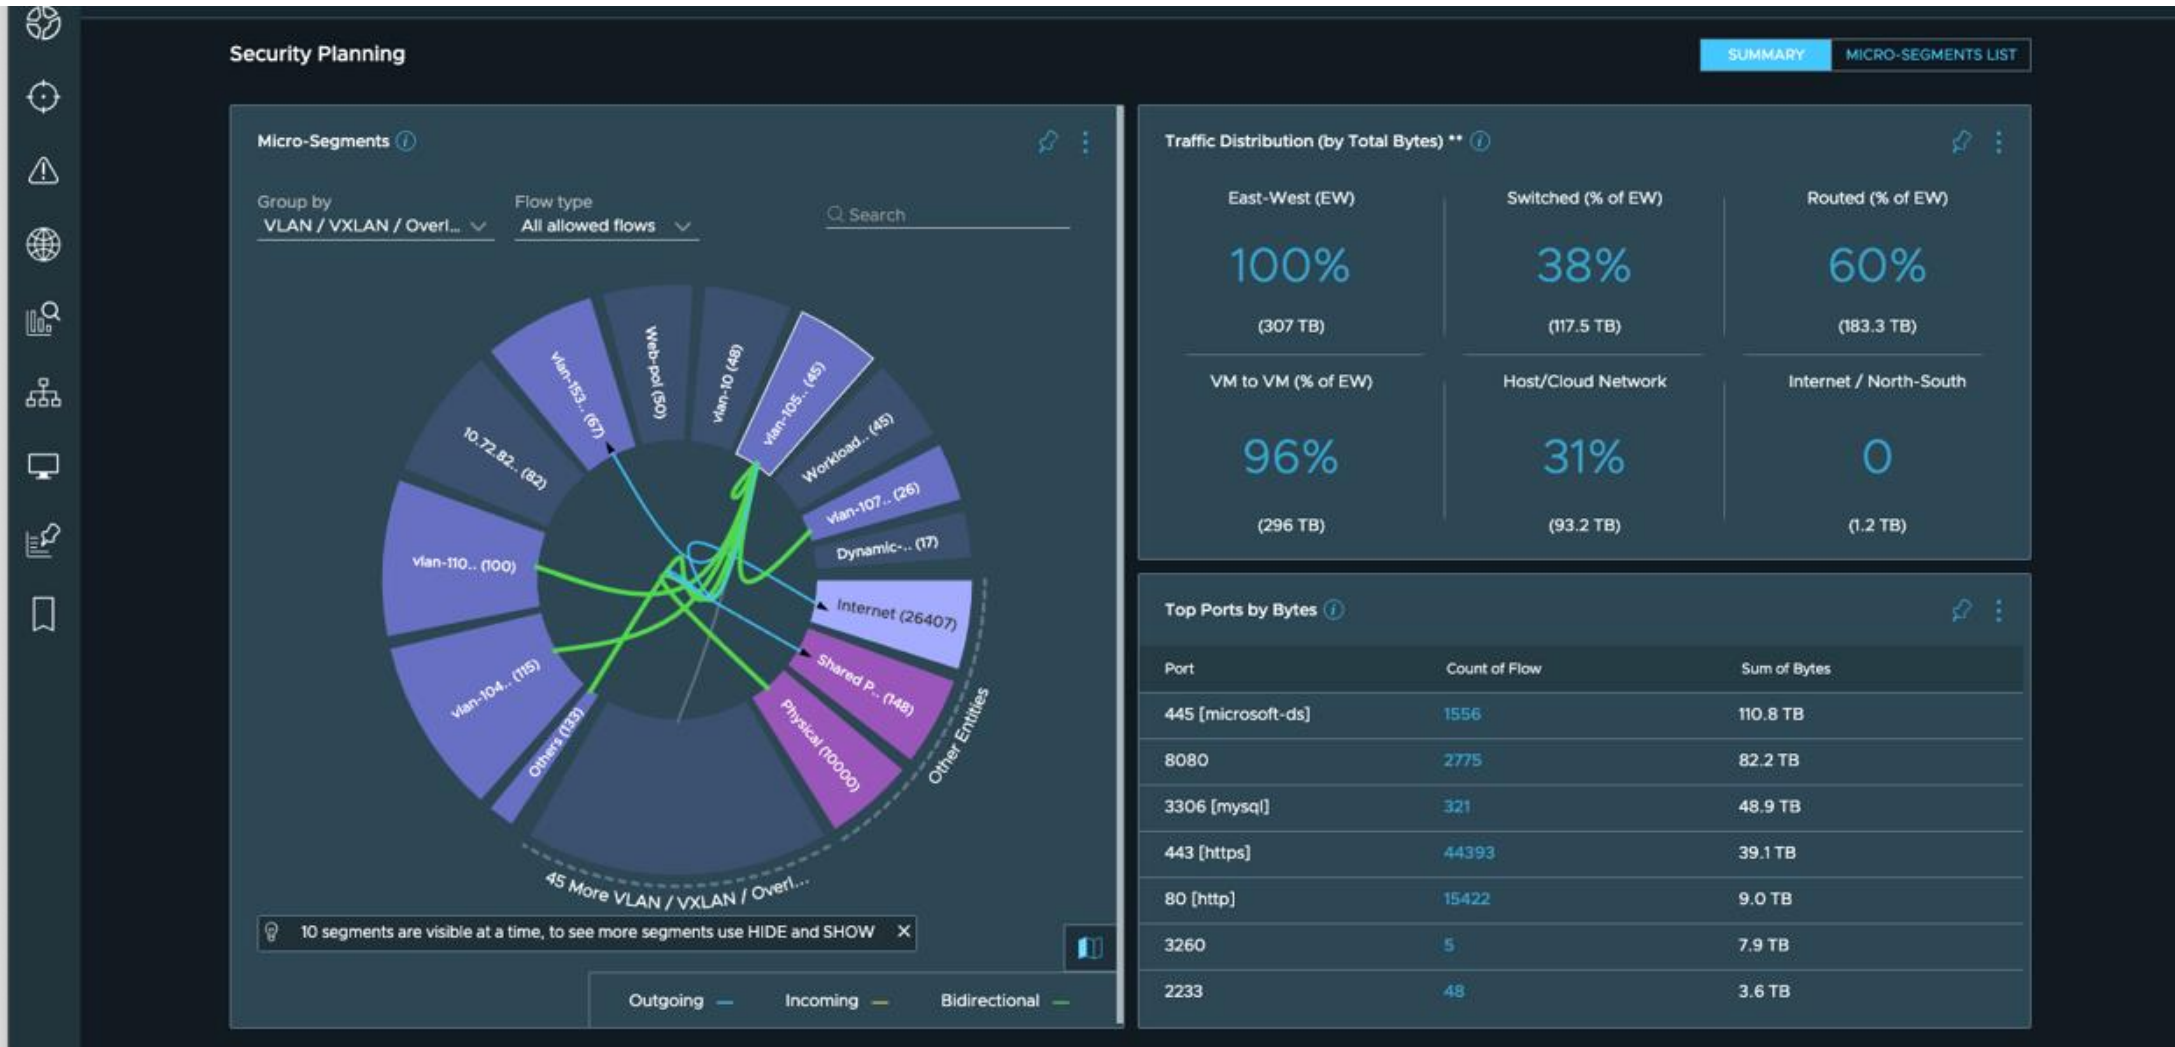 Security Planning
SUMMARY
MICRO-SEGMENTS LIST
Micro-Segments
Group by
VLAN / VXLAN / Overl...
Flow type
All allowed flows
Search
vlan-153.. (67)
Web-pol (50)
vlan-10 (48)
vlan-105.. (45)
Workload.. (45)
vlan-107.. (26)
Dynamic-.. (17)
Internet (26407)
Shared P.. (148)
Physical (10000)
Other Entities
45 More VLAN / VXLAN / Overl...
Others (133)
vlan-104.. (115)
vlan-110.. (100)
10.72.82.. (82)
10 segments are visible at a time, to see more segments use HIDE and SHOW
Outgoing
Incoming
Bidirectional
Traffic Distribution (by Total Bytes) **
East-West (EW)
100%
(307 TB)
Switched (% of EW)
38%
(117.5 TB)
Routed (% of EW)
60%
(183.3 TB)
VM to VM (% of EW)
96%
(296 TB)
Host/Cloud Network
31%
(93.2 TB)
Internet / North-South
0
(1.2 TB)
Top Ports by Bytes
Port Count of Flow Sum of Bytes
445 [microsoft-ds] 1556 110.8 TB
8080 2775 82.2 TB
3306 [mysql] 321 48.9 TB
443 [https] 44393 39.1 TB
80 [http] 15422 9.0 TB
3260 5 7.9 TB
2233 48 3.6 TB